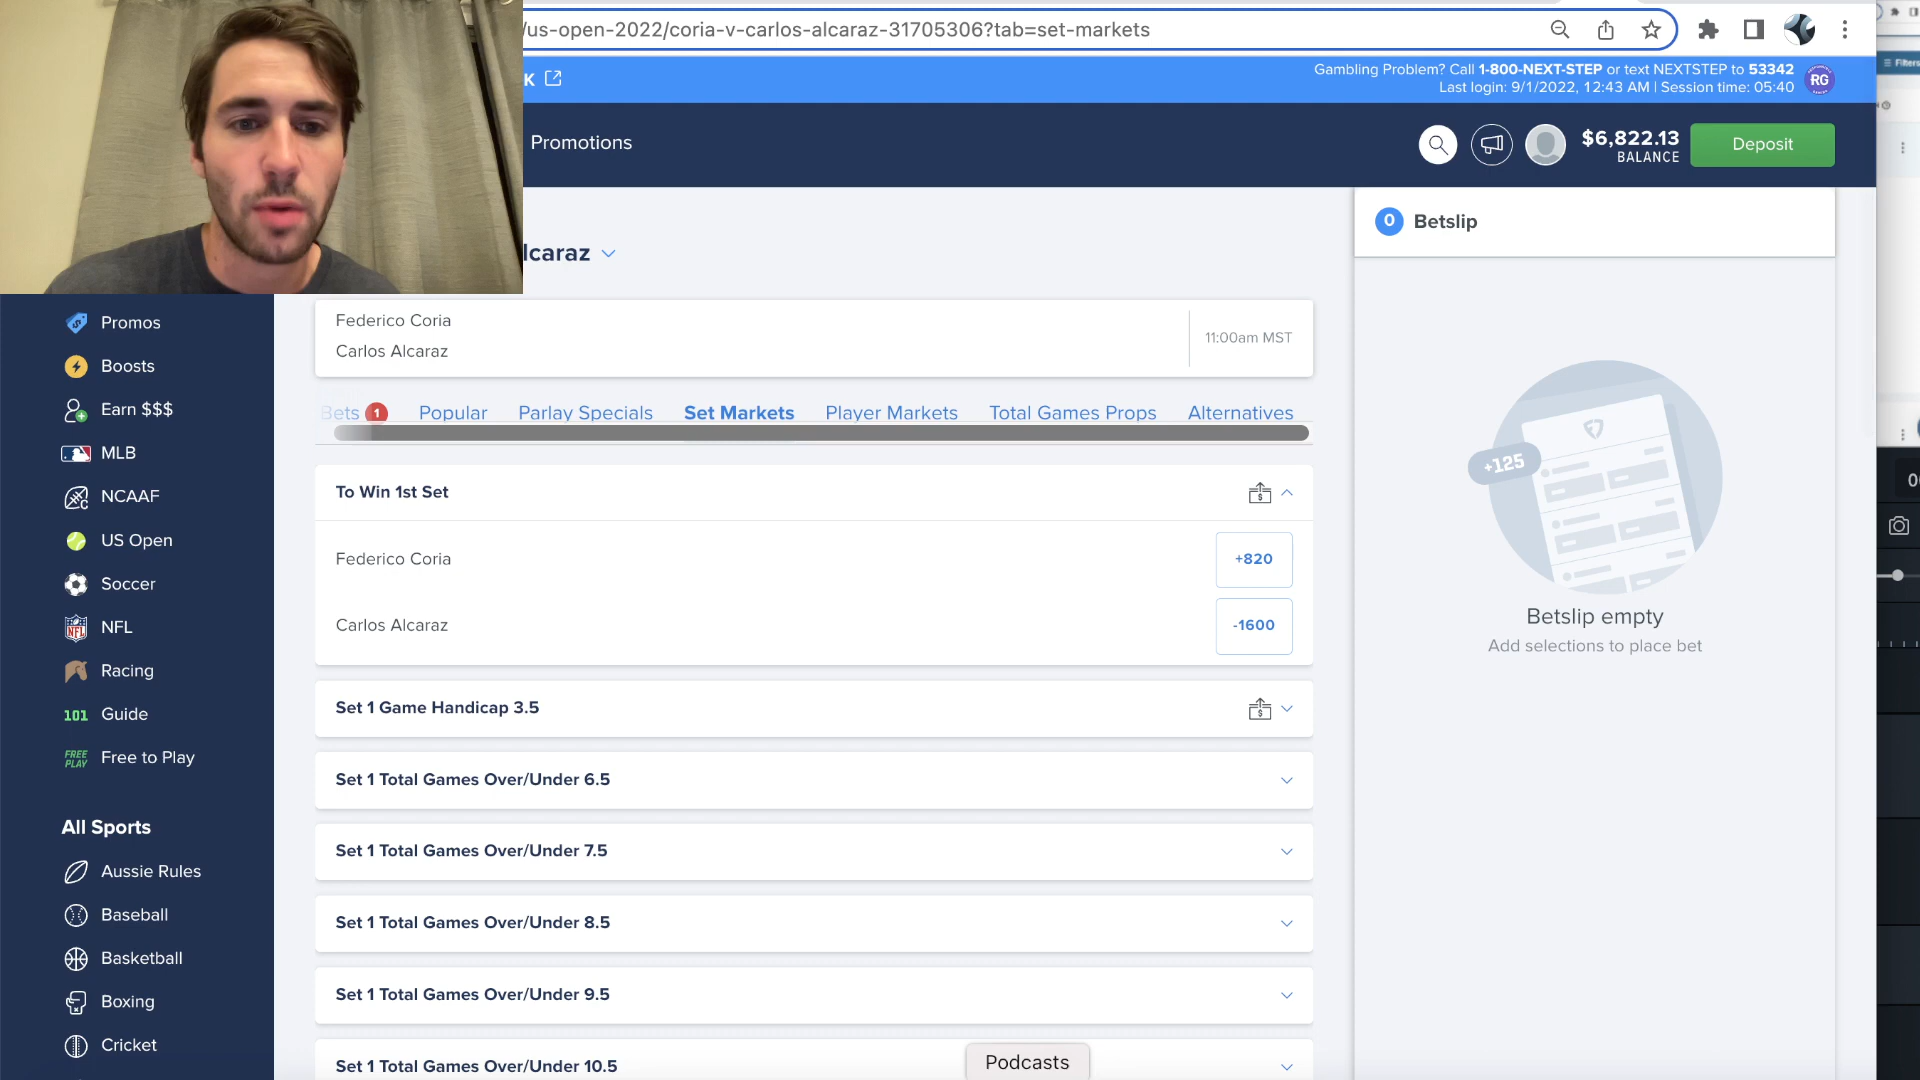 /us-open-2022/coria-v-carlos-alcaraz-31705306?tab=set-markets
K
Gambling Problem? Call 1-800-NEXT-STEP or text NEXTSTEP to 53342
Last login: 9/1/2022, 12:43 AM | Session time: 05:40
RG
Filters
Promotions
$6,822.13
BALANCE
Deposit
lcaraz
0 Betslip
Promos
Boosts
Earn $$$
MLB
NCAAF
US Open
Soccer
NFL
Racing
101 Guide
FREE PLAY Free to Play
All Sports
Aussie Rules
Baseball
Basketball
Boxing
Cricket
Federico Coria
Carlos Alcaraz
11:00am MST
Bets 1 Popular Parlay Specials Set Markets Player Markets Total Games Props Alternatives
To Win 1st Set
Federico Coria +820
Carlos Alcaraz -1600
Set 1 Game Handicap 3.5
Set 1 Total Games Over/Under 6.5
Set 1 Total Games Over/Under 7.5
Set 1 Total Games Over/Under 8.5
Set 1 Total Games Over/Under 9.5
Set 1 Total Games Over/Under 10.5
Podcasts
+125
Betslip empty
Add selections to place bet